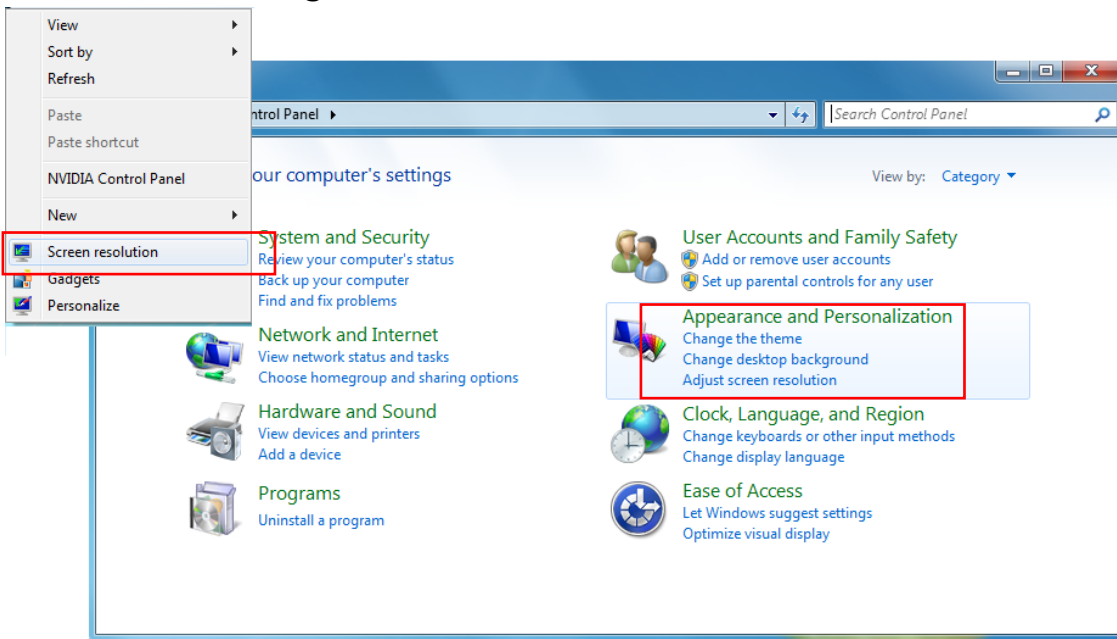 View
Sort by
Refresh
Paste
Paste shortcut
NVIDIA Control Panel
New
Screen resolution
Gadgets
Personalize
ntrol Panel
Search Control Panel
our computer's settings
View by: Category
System and Security
Review your computer's status
Back up your computer
Find and fix problems
Network and Internet
View network status and tasks
Choose homegroup and sharing options
Hardware and Sound
View devices and printers
Add a device
Programs
Uninstall a program
User Accounts and Family Safety
Add or remove user accounts
Set up parental controls for any user
Appearance and Personalization
Change the theme
Change desktop background
Adjust screen resolution
Clock, Language, and Region
Change keyboards or other input methods
Change display language
Ease of Access
Let Windows suggest settings
Optimize visual display